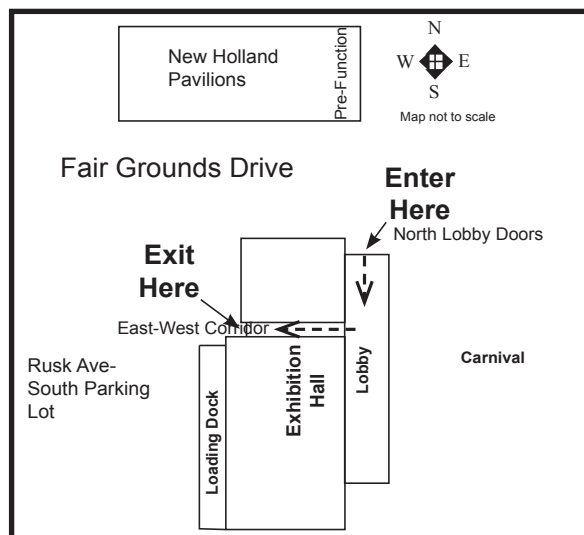 New Holland
Pavilions
Pre-Function
N
W
E
S
Map not to scale
Fair Grounds Drive
Enter
Here
North Lobby Doors
Exit
Here
East-West Corridor
Rusk Ave-
South Parking
Lot
Loading Dock
Exhibition
Hall
Lobby
Carnival